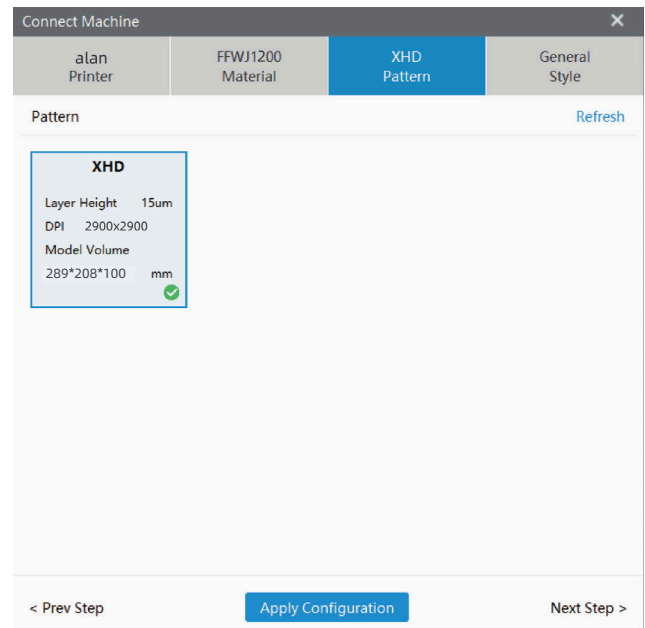 Connect Machine
alan
Printer
FFWJ1200
Material
XHD
Pattern
General
Style
Pattern
Refresh
XHD
Layer Height 15um
DPI 2900x2900
Model Volume
289*208*100 mm
< Prev Step
Apply Configuration
Next Step >